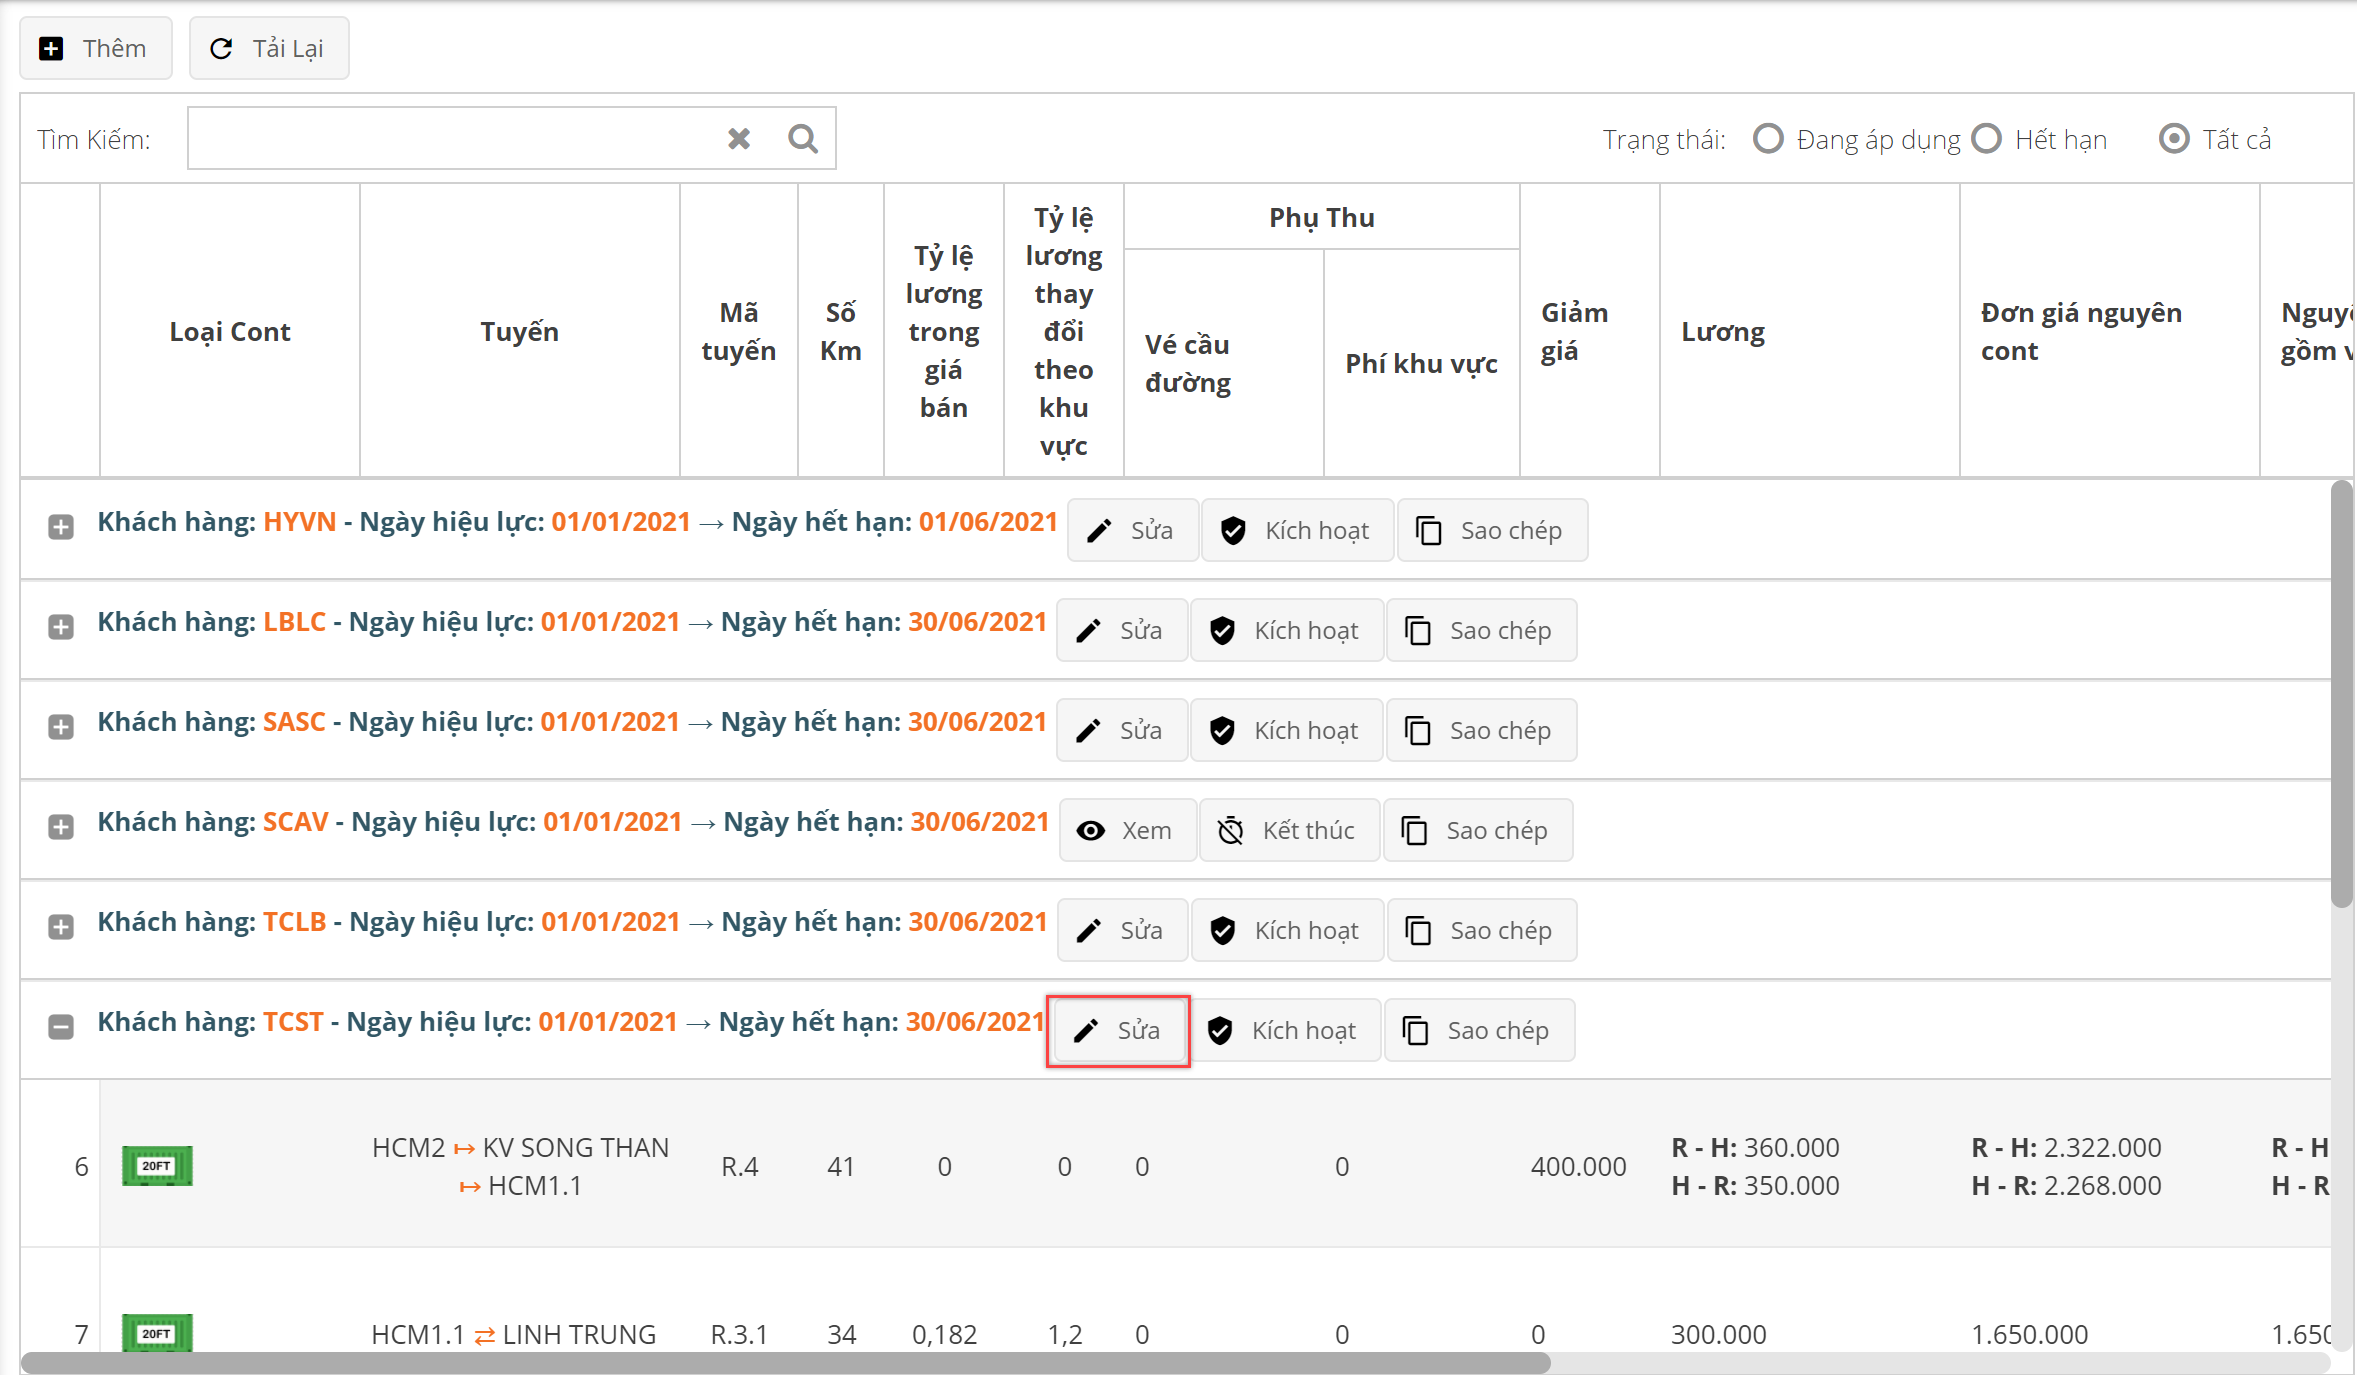 Thêm Tải Lại
Tìm Kiếm: Trạng thái: Đang áp dụng Hết hạn Tất cả
Loại Cont
Tuyến
Mã
tuyến
Số
Km
Tỷ lệ
lương
trong
giá
bán
Tỷ lệ
lương
thay
đổi
theo
khu
vực
Phụ Thu
Vé cầu
đường
Phí khu vực
Giảm
giá
Lương
Đơn giá nguyên
cont
gồm
Khách hàng: HYVN - Ngày hiệu lực: 01/01/2021 → Ngày hết hạn: 01/06/2021 Sửa Kích hoạt Sao chép
Khách hàng: LBLC - Ngày hiệu lực: 01/01/2021 → Ngày hết hạn: 30/06/2021 Sửa Kích hoạt Sao chép
Khách hàng: SASC - Ngày hiệu lực: 01/01/2021 → Ngày hết hạn: 30/06/2021 Sửa Kích hoạt Sao chép
Khách hàng: SCAV - Ngày hiệu lực: 01/01/2021 → Ngày hết hạn: 30/06/2021 Xem Kết thúc Sao chép
Khách hàng: TCLB - Ngày hiệu lực: 01/01/2021 → Ngày hết hạn: 30/06/2021 Sửa Kích hoạt Sao chép
Khách hàng: TCST - Ngày hiệu lực: 01/01/2021 → Ngày hết hạn: 30/06/2021 Sửa Kích hoạt Sao chép
6 20FT HCM2 ↦ KV SONG THAN R.4 41 0 0 0 0 400.000 R - H: 360.000 R - H: 2.322.000 R - H
↦ HCM1.1 H - R: 350.000 H - R: 2.268.000 H - R
7 20FT HCM1.1 ⇄ LINH TRUNG R.3.1 34 0,182 1,2 0 0 0 300.000 1.650.000 1.650